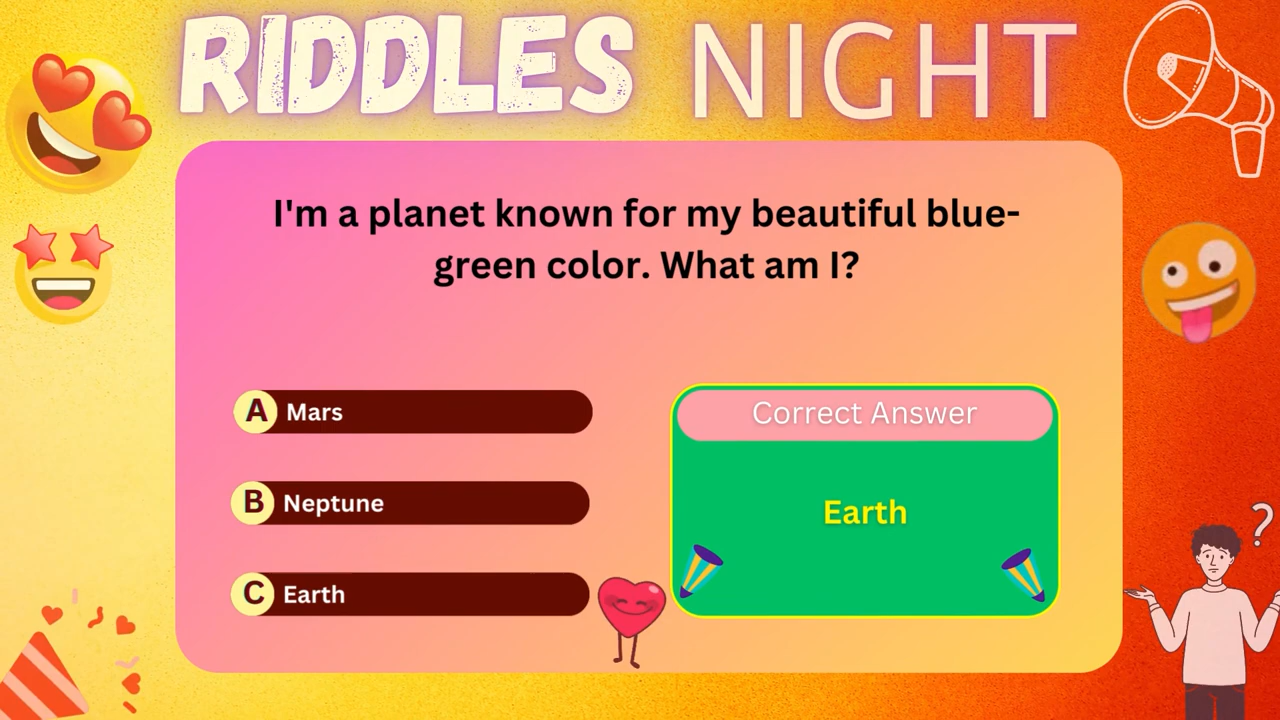 RIDDLES NIGHT
I'm a planet known for my beautiful blue-
green color. What am I?
A Mars
B Neptune
C Earth
Correct Answer
Earth
?